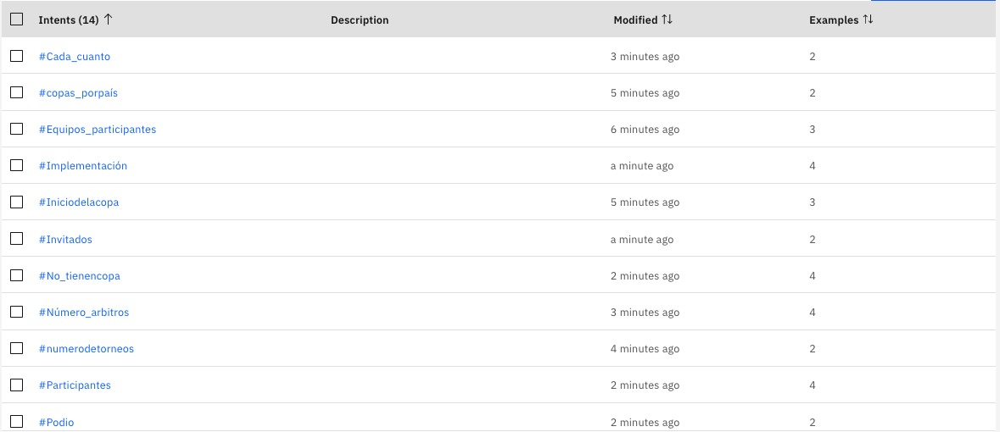 Intents (14) ↑ Description Modified ↑↓ Examples ↑↓
#Cada_cuanto 3 minutes ago 2
#copas_porpaís 5 minutes ago 2
#Equipos_participantes 6 minutes ago 3
#Implementación a minute ago 4
#Iniciodelacopa 5 minutes ago 3
#Invitados a minute ago 2
#No_tienencopa 2 minutes ago 4
#Número_arbitros 3 minutes ago 4
#numerodetorneos 4 minutes ago 2
#Participantes 2 minutes ago 4
#Podio 2 minutes ago 2